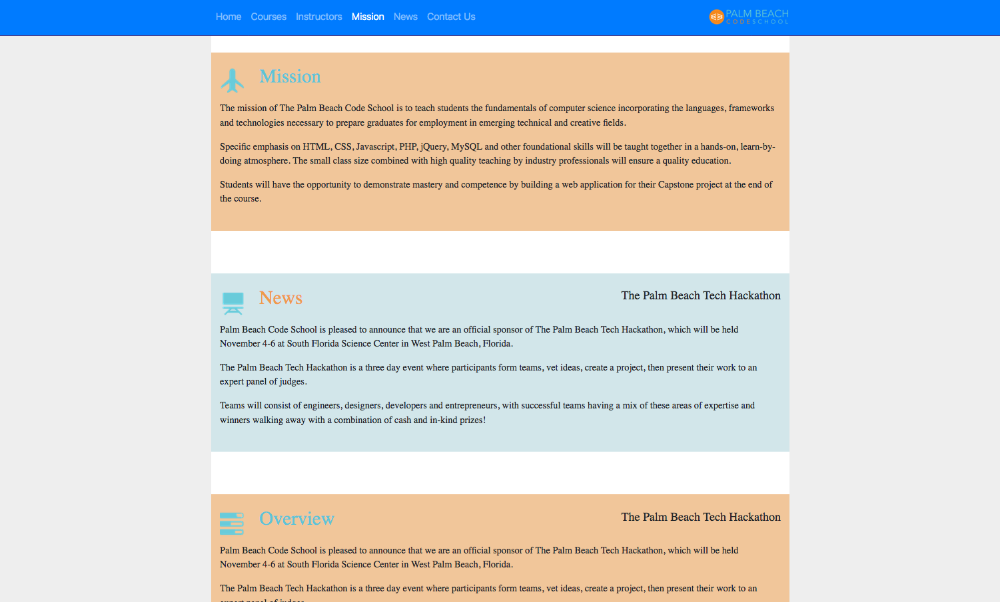 Home Courses Instructors Mission News Contact Us
PALM BEACH
CODESCHOOL
Mission
The mission of The Palm Beach Code School is to teach students the fundamentals of computer science incorporating the languages, frameworks
and technologies necessary to prepare graduates for employment in emerging technical and creative fields.
Specific emphasis on HTML, CSS, Javascript, PHP, jQuery, MySQL and other foundational skills will be taught together in a hands-on, learn-by-
doing atmosphere. The small class size combined with high quality teaching by industry professionals will ensure a quality education.
Students will have the opportunity to demonstrate mastery and competence by building a web application for their Capstone project at the end of
the course.
News
The Palm Beach Tech Hackathon
Palm Beach Code School is pleased to announce that we are an official sponsor of The Palm Beach Tech Hackathon, which will be held
November 4-6 at South Florida Science Center in West Palm Beach, Florida.
The Palm Beach Tech Hackathon is a three day event where participants form teams, vet ideas, create a project, then present their work to an
expert panel of judges.
Teams will consist of engineers, designers, developers and entrepreneurs, with successful teams having a mix of these areas of expertise and
winners walking away with a combination of cash and in-kind prizes!
Overview
The Palm Beach Tech Hackathon
Palm Beach Code School is pleased to announce that we are an official sponsor of The Palm Beach Tech Hackathon, which will be held
November 4-6 at South Florida Science Center in West Palm Beach, Florida.
The Palm Beach Tech Hackathon is a three day event where participants form teams, vet ideas, create a project, then present their work to an
expert panel of judges.